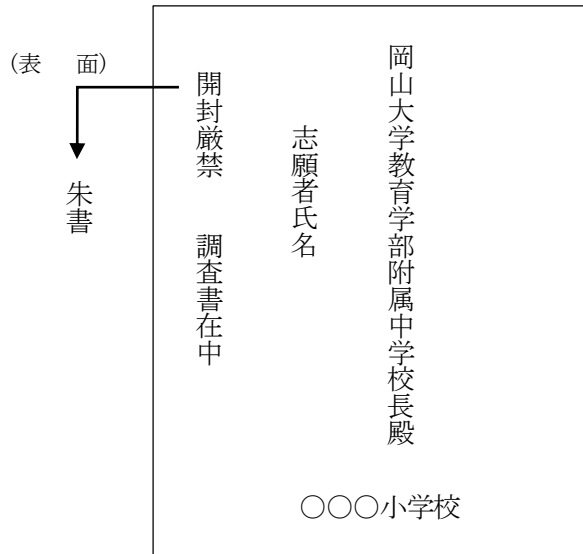 (表　面)
岡山大学教育学部附属中学校長殿
志願者氏名
開封厳禁　調査書在中
朱書
○○○小学校